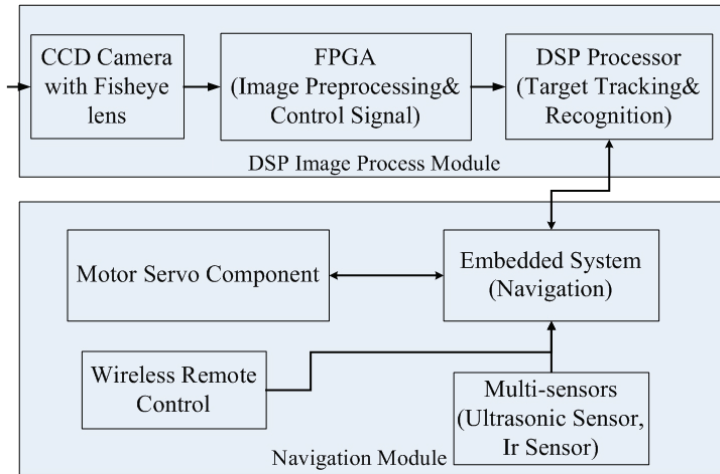 CCD Camera
with Fisheye
lens
FPGA
(Image Preprocessing&
Control Signal)
DSP Processor
(Target Tracking&
Recognition)
DSP Image Process Module
Motor Servo Component
Embedded System
(Navigation)
Wireless Remote
Control
Multi-sensors
(Ultrasonic Sensor,
Ir Sensor)
Navigation Module